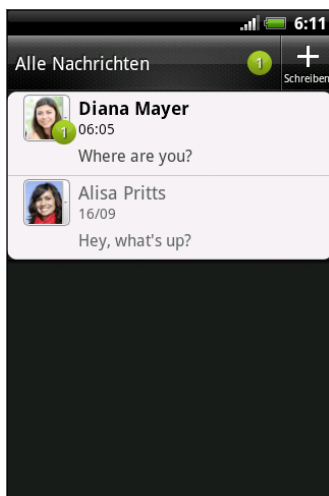 6:11
Alle Nachrichten
1
Schreiben
Diana Mayer
1
06:05
Where are you?
Alisa Pritts
16/09
Hey, what's up?